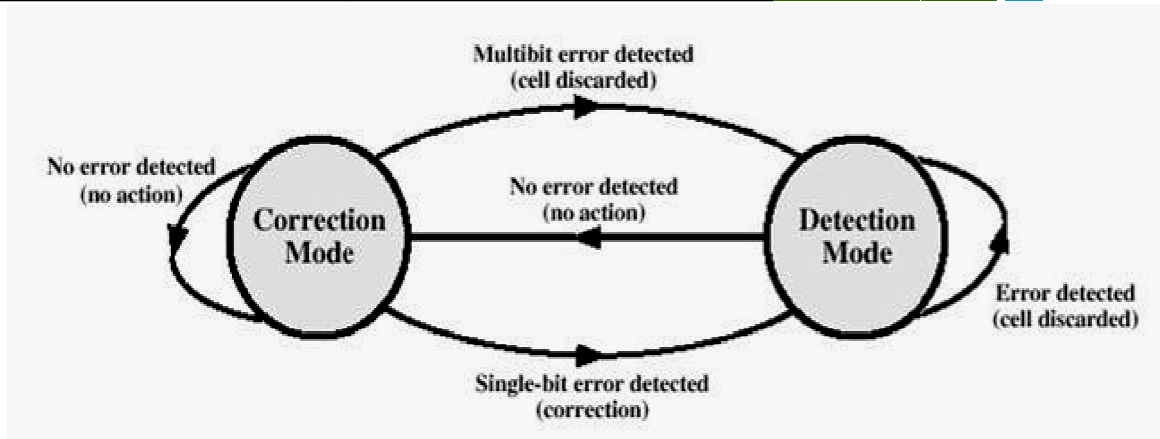 Multibit error detected
(cell discarded)
No error detected
(no action)
No error detected
(no action)
Correction
Mode
Detection
Mode
Error detected
(cell discarded)
Single-bit error detected
(correction)